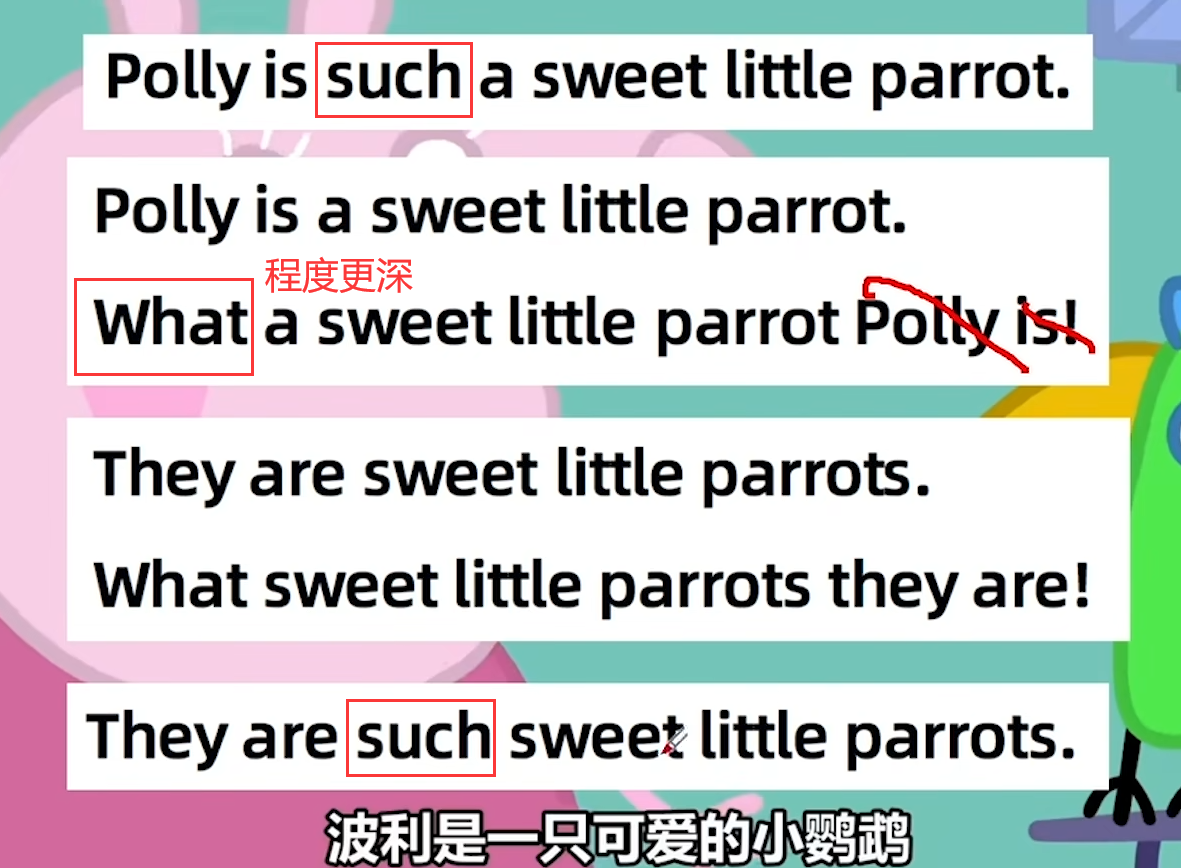 Polly is such a sweet little parrot.
Polly is a sweet little parrot.
程度更深
What a sweet little parrot Polly is!
They are sweet little parrots.
What sweet little parrots they are!
They are such sweet little parrots.
波利是一只可爱的小鹦鹉